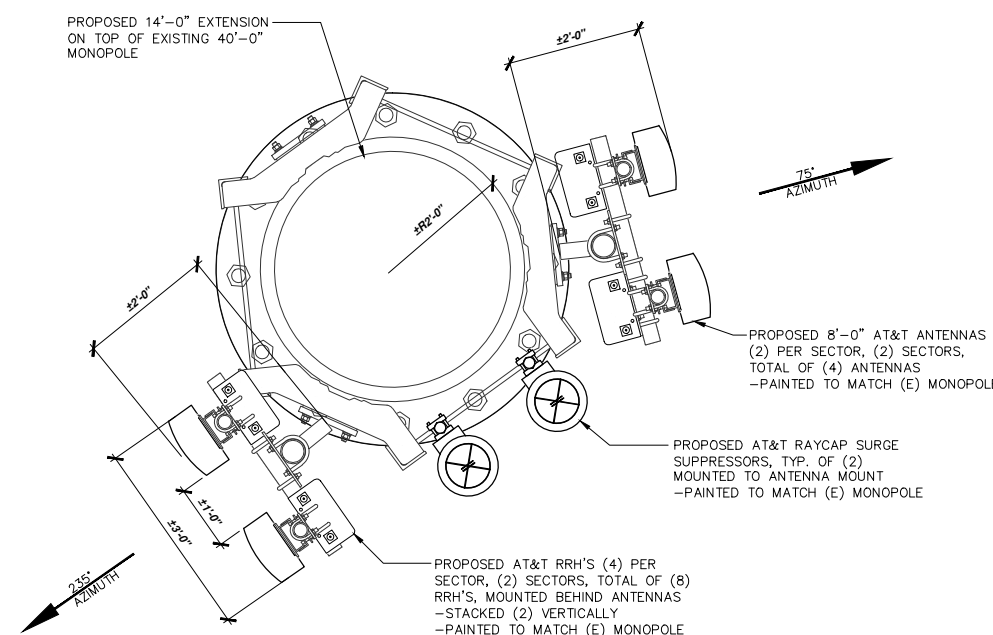 PROPOSED 14'-0" EXTENSION
ON TOP OF EXISTING 40'-0"
MONOPOLE
±2'-0"
75°
AZIMUTH
±R2'-0"
±2'-0"
PROPOSED 8'-0" AT&T ANTENNAS
(2) PER SECTOR, (2) SECTORS,
TOTAL OF (4) ANTENNAS
-PAINTED TO MATCH (E) MONOPOLE
PROPOSED AT&T RAYCAP SURGE
SUPPRESSORS, TYP. OF (2)
MOUNTED TO ANTENNA MOUNT
-PAINTED TO MATCH (E) MONOPOLE
±1'-0"
±3'-0"
235°
AZIMUTH
PROPOSED AT&T RRH'S (4) PER
SECTOR, (2) SECTORS, TOTAL OF (8)
RRH'S, MOUNTED BEHIND ANTENNAS
-STACKED (2) VERTICALLY
-PAINTED TO MATCH (E) MONOPOLE